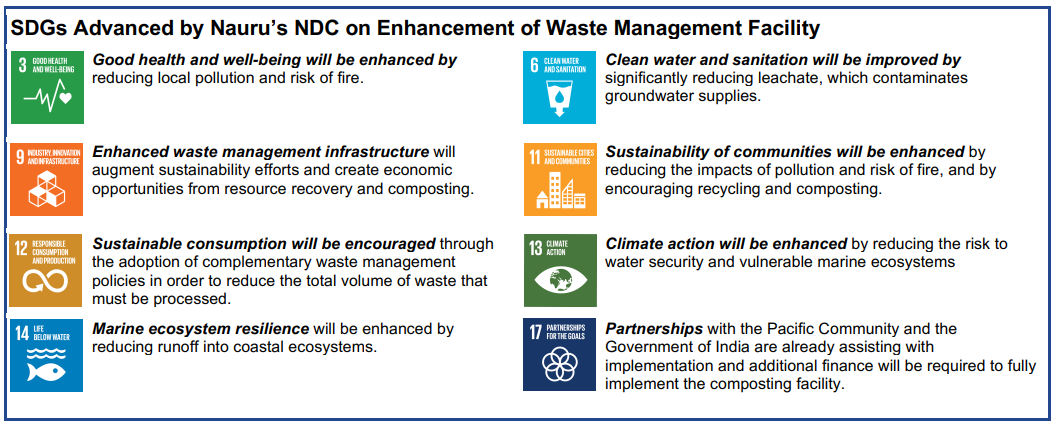 SDGs Advanced by Nauru's NDC on Enhancement of Waste Management Facility
3 GOOD HEALTH
AND WELL-BEING
Good health and well-being will be enhanced by
reducing local pollution and risk of fire.
6 CLEAN WATER
AND SANITATION
Clean water and sanitation will be improved by
significantly reducing leachate, which contaminates
groundwater supplies.
9 INDUSTRY, INNOVATION
AND INFRASTRUCTURE
Enhanced waste management infrastructure will
augment sustainability efforts and create economic
opportunities from resource recovery and composting.
11 SUSTAINABLE CITIES
AND COMMUNITIES
Sustainability of communities will be enhanced by
reducing the impacts of pollution and risk of fire, and by
encouraging recycling and composting.
12 RESPONSIBLE
CONSUMPTION
AND PRODUCTION
Sustainable consumption will be encouraged through
the adoption of complementary waste management
policies in order to reduce the total volume of waste that
must be processed.
13 CLIMATE
ACTION
Climate action will be enhanced by reducing the risk to
water security and vulnerable marine ecosystems
14 LIFE
BELOW WATER
Marine ecosystem resilience will be enhanced by
reducing runoff into coastal ecosystems.
17 PARTNERSHIPS
FOR THE GOALS
Partnerships with the Pacific Community and the
Government of India are already assisting with
implementation and additional finance will be required to fully
implement the composting facility.